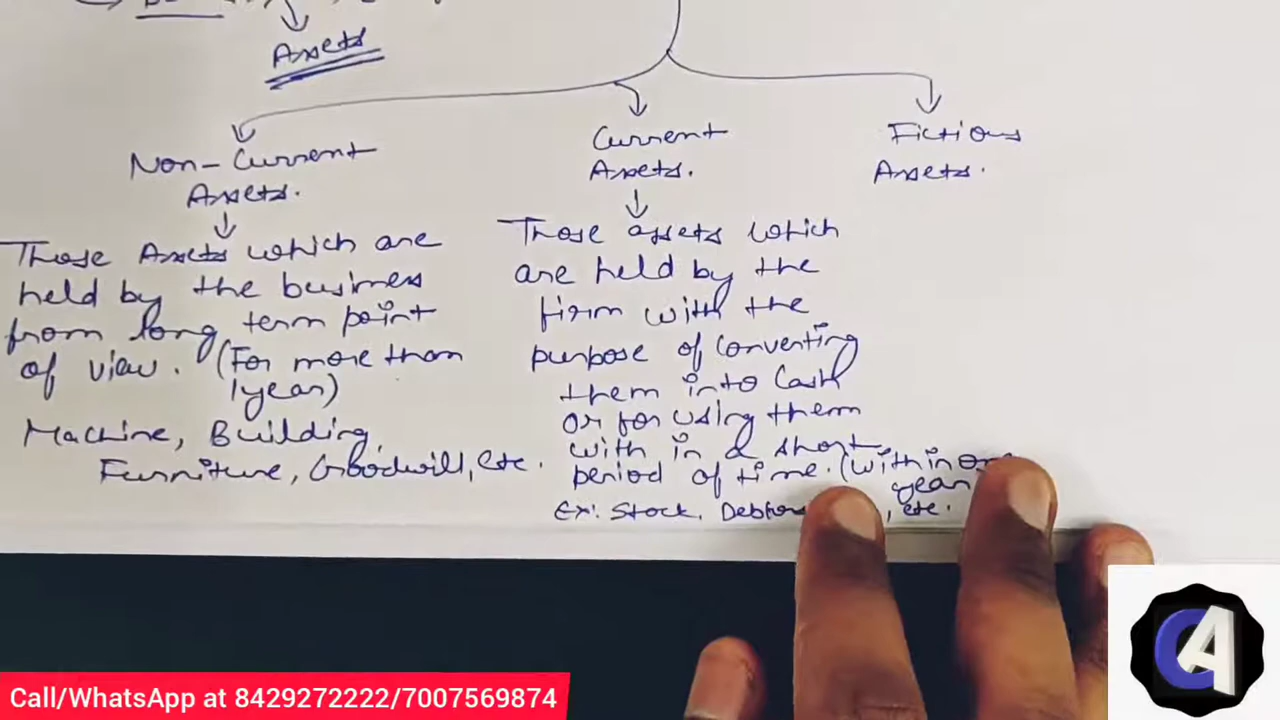 Assets
Non-Current
Assets.
Those Assets which are
held by the business
from long term point
of view. (For more than
1year)
Machine, Building,
Furniture, Goodwill, etc.
Current
Assets.
Those assets which
are held by the
firm with the
purpose of converting
them into Cash
or for using them
with in a short
period of time. (within
year
Ex: Stock, Debtors , etc.
Fictious
Assets.
Call/WhatsApp at 8429272222/7007569874
CA